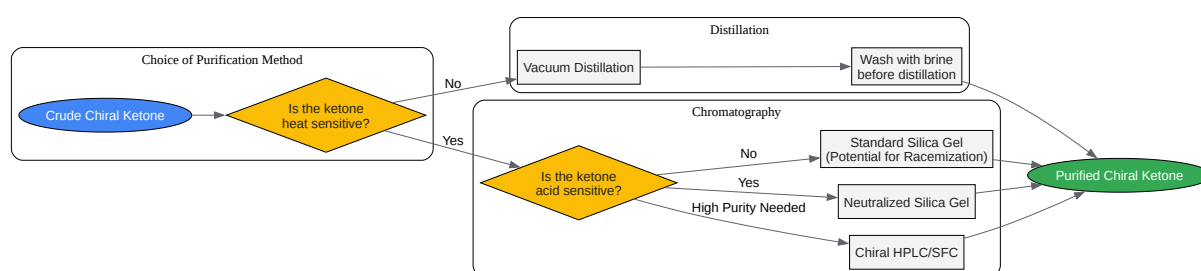 Choice of Purification Method
Crude Chiral Ketone
Is the ketone
heat sensitive?
No
Yes
Distillation
Vacuum Distillation
Wash with brine
before distillation
Chromatography
Is the ketone
acid sensitive?
No
Yes
High Purity Needed
Standard Silica Gel
(Potential for Racemization)
Neutralized Silica Gel
Chiral HPLC/SFC
Purified Chiral Ketone